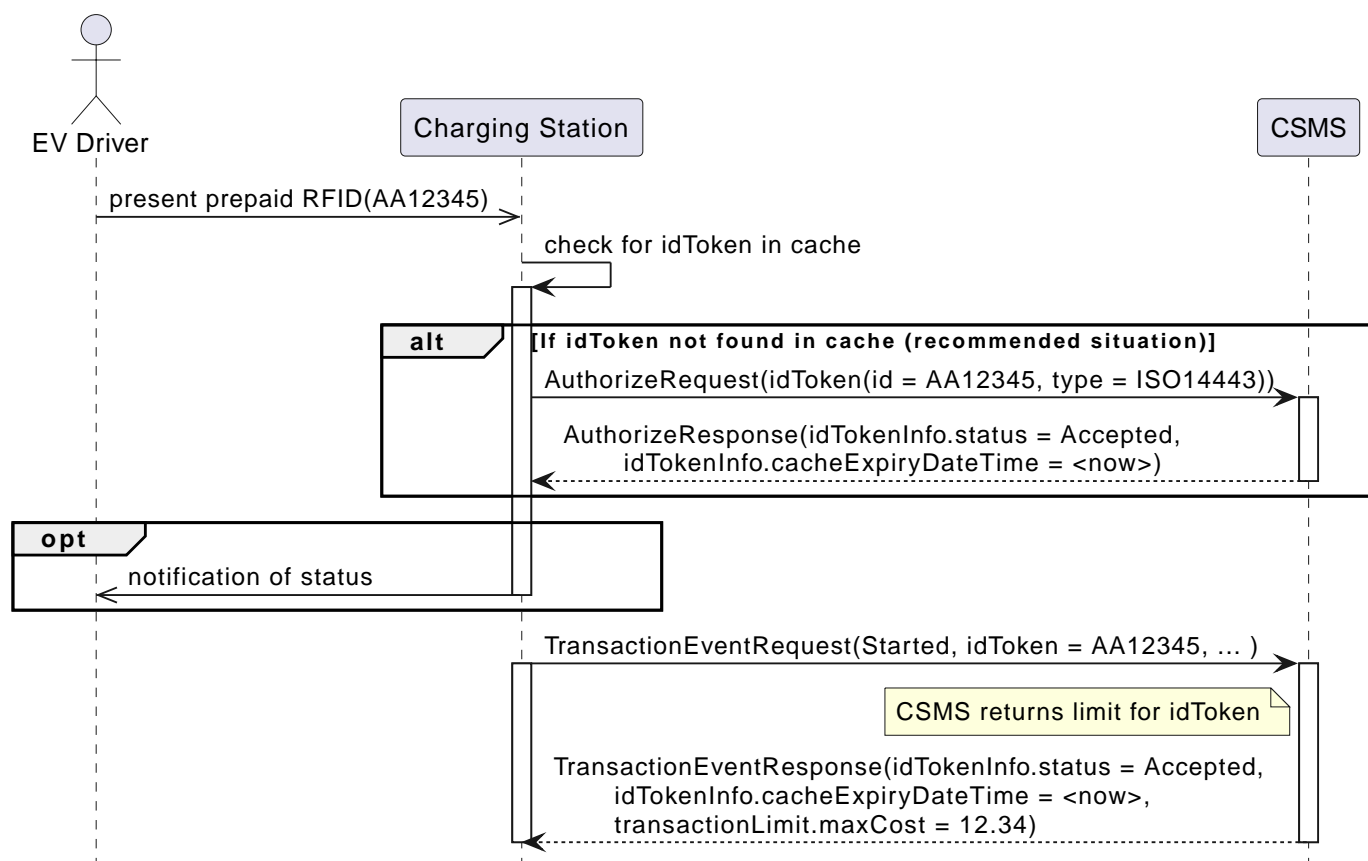 EV Driver
Charging Station
CSMS
present prepaid RFID(AA12345)
check for idToken in cache
alt
[If idToken not found in cache (recommended situation)]
AuthorizeRequest(idToken(id = AA12345, type = ISO14443))
AuthorizeResponse(idTokenInfo.status = Accepted,
idTokenInfo.cacheExpiryDateTime = <now>)
opt
notification of status
TransactionEventRequest(Started, idToken = AA12345, ... )
CSMS returns limit for idToken
TransactionEventResponse(idTokenInfo.status = Accepted,
idTokenInfo.cacheExpiryDateTime = <now>,
transactionLimit.maxCost = 12.34)